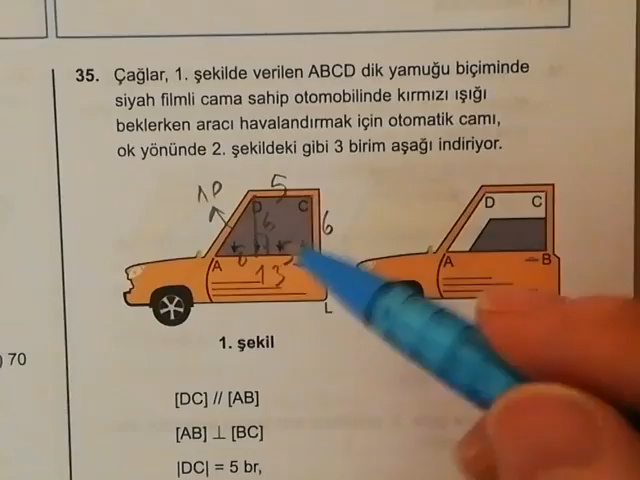 35. Çağlar, 1. şekilde verilen ABCD dik yamuğu biçiminde
siyah filmli cama sahip otomobilinde kırmızı ışığı
beklerken aracı havalandırmak için otomatik camı,
ok yönünde 2. şekildeki gibi 3 birim aşağı indiriyor.
10 5
D C 6 D C
6
A 8 5 A B
13
L
1. şekil
) 70
[DC] // [AB]
[AB] ⊥ [BC]
|DC| = 5 br,